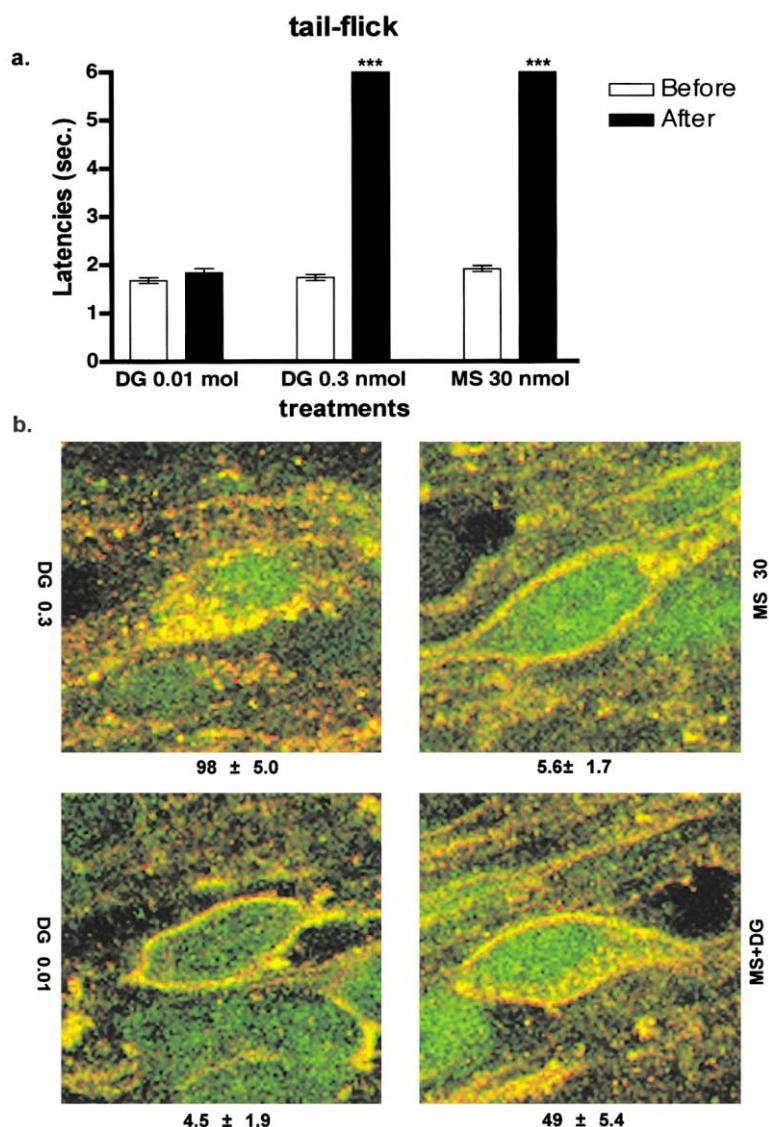 tail-flick
a.
6
5
4
3
2
1
0
Latencies (sec.)
***
***
Before
After
DG 0.01 mol
DG 0.3 nmol
MS 30 nmol
treatments
b.
DG 0.3
MS 30
98 ± 5.0
5.6± 1.7
DG 0.01
MS+DG
4.5 ± 1.9
49 ± 5.4